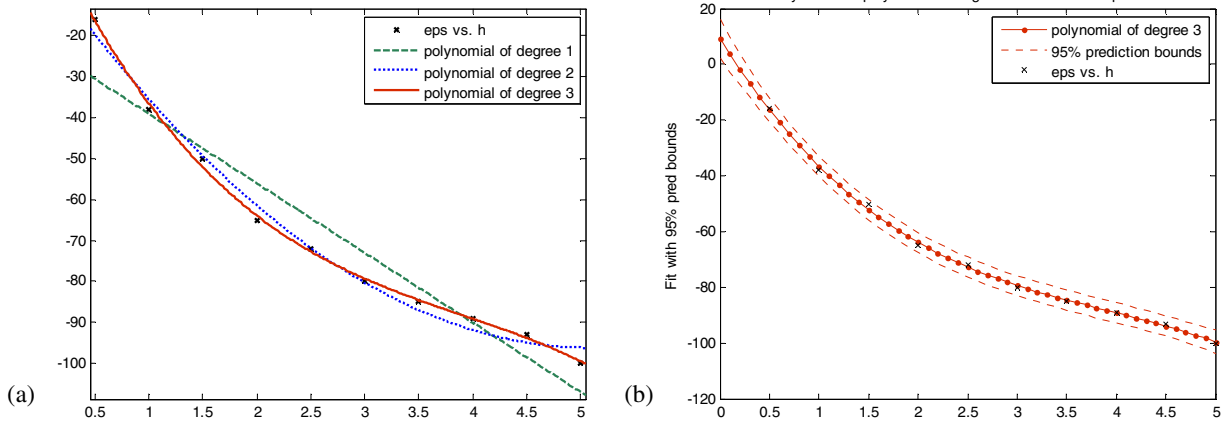 eps vs. h
polynomial of degree 1
polynomial of degree 2
polynomial of degree 3
-20
-30
-40
-50
-60
-70
-80
-90
-100
0.5 1 1.5 2 2.5 3 3.5 4 4.5 5
(a)
polynomial of degree 3
95% prediction bounds
eps vs. h
Fit with 95% pred bounds
20
0
-20
-40
-60
-80
-100
-120
0 0.5 1 1.5 2 2.5 3 3.5 4 4.5 5
(b)